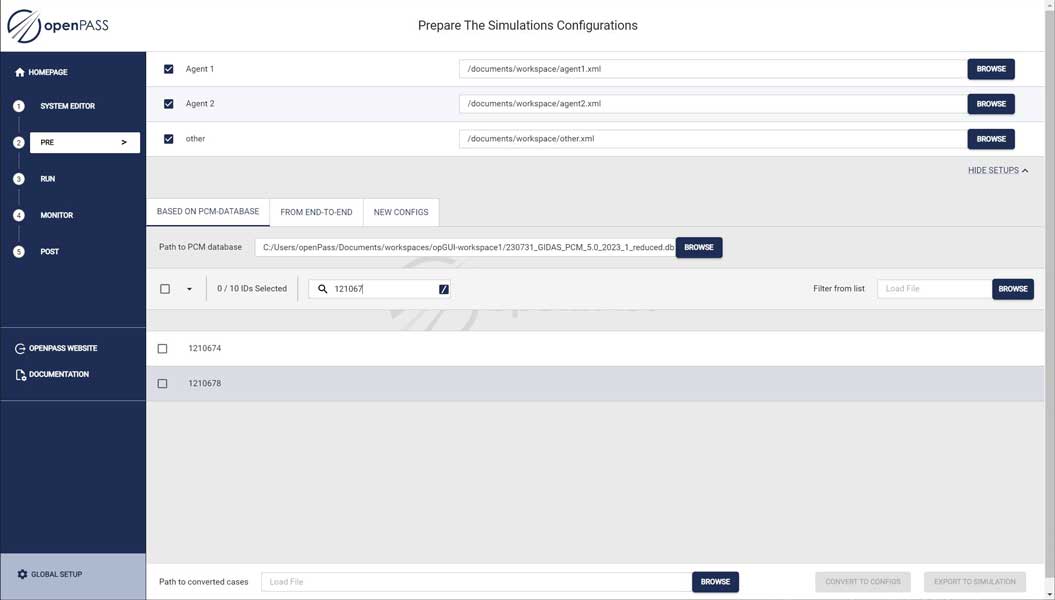 openPASS
Prepare The Simulations Configurations
HOMEPAGE
1 SYSTEM EDITOR
2 PRE >
3 RUN
4 MONITOR
5 POST
OPENPASS WEBSITE
DOCUMENTATION
GLOBAL SETUP
Agent 1 /documents/workspace/agent1.xml BROWSE
Agent 2 /documents/workspace/agent2.xml BROWSE
other /documents/workspace/other.xml BROWSE
HIDE SETUPS
BASED ON PCM-DATABASE FROM END-TO-END NEW CONFIGS
Path to PCM database C:/Users/openPass/Documents/workspaces/opGUI-workspace1/230731_GIDAS_PCM_5.0_2023_1_reduced.db BROWSE
0 / 10 IDs Selected 121067 Filter from list Load File BROWSE
1210674
1210678
Path to converted cases Load File BROWSE CONVERT TO CONFIGS EXPORT TO SIMULATION